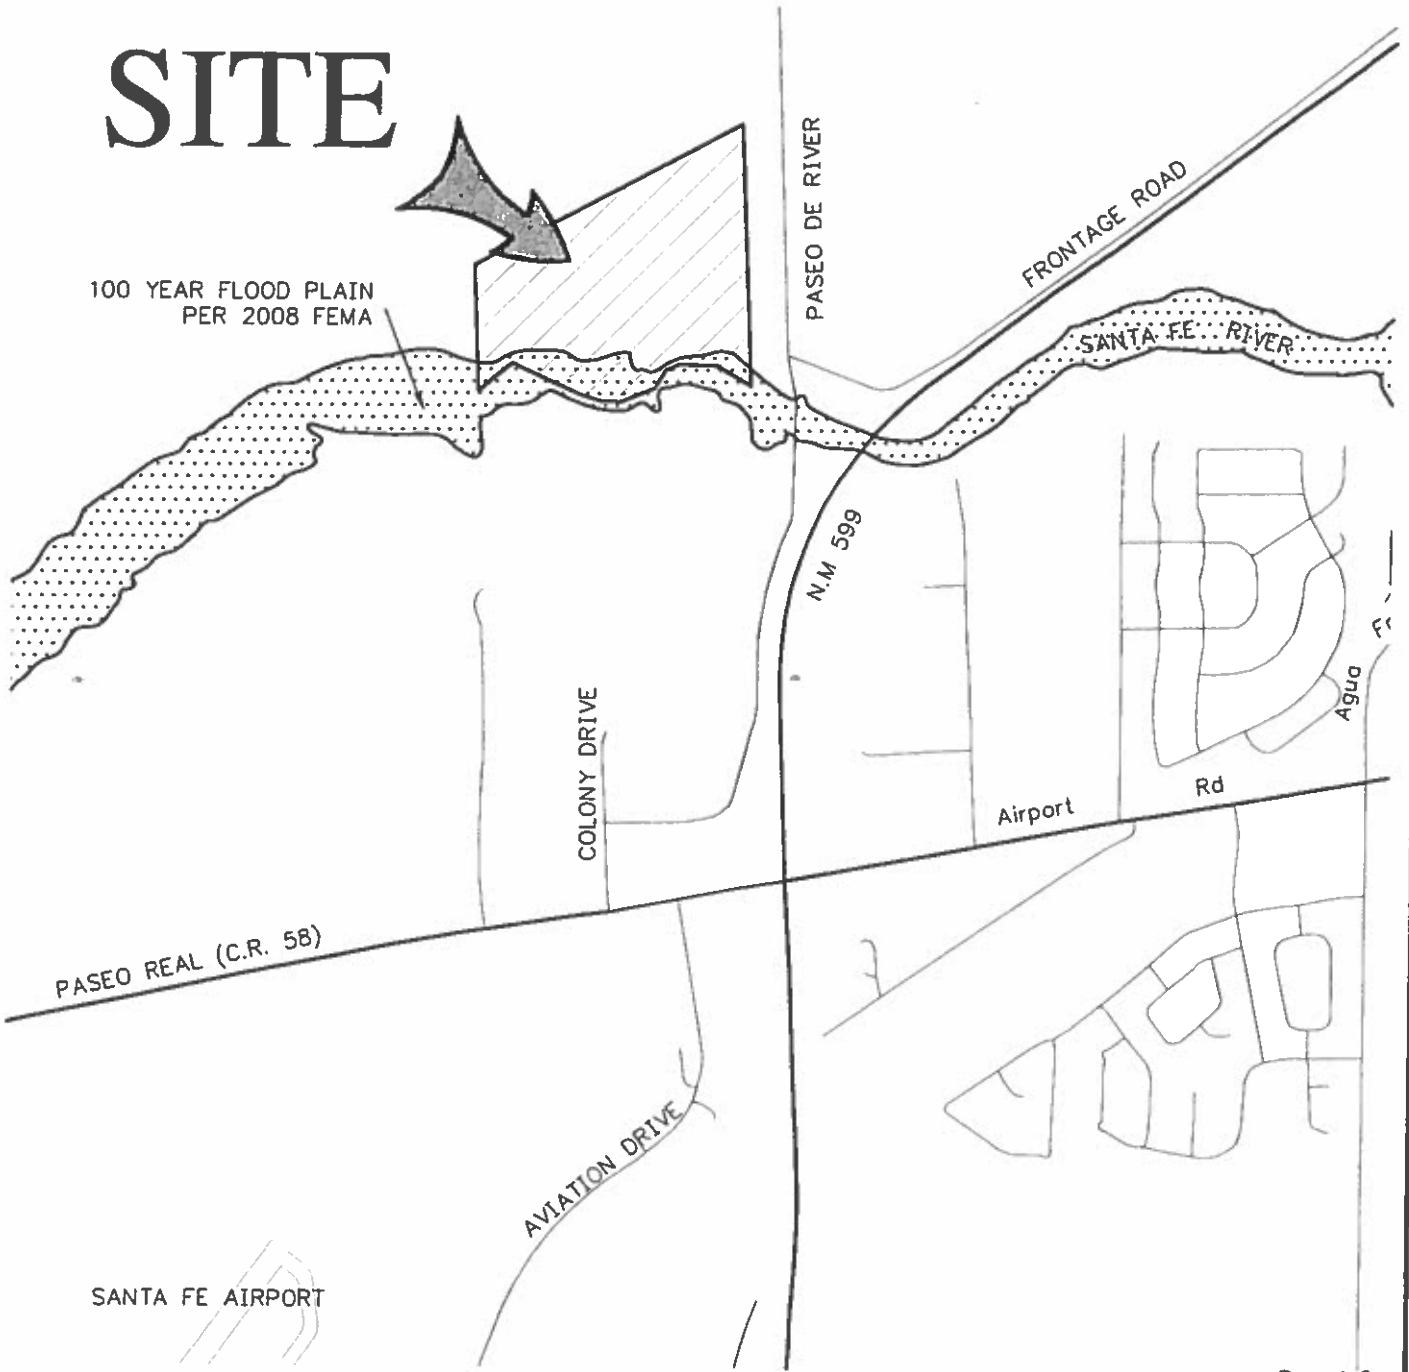 SITE
100 YEAR FLOOD PLAIN
PER 2008 FEMA
PASEO DE RIVER
FRONTAGE ROAD
SANTA FE RIVER
N.M 599
COLONY DRIVE
Agua
Airport Rd
PASEO REAL (C.R. 58)
AVIATION DRIVE
SANTA FE AIRPORT